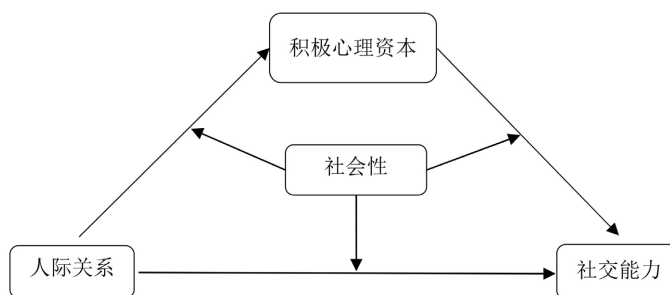 积极心理资本
社会性
人际关系
社交能力